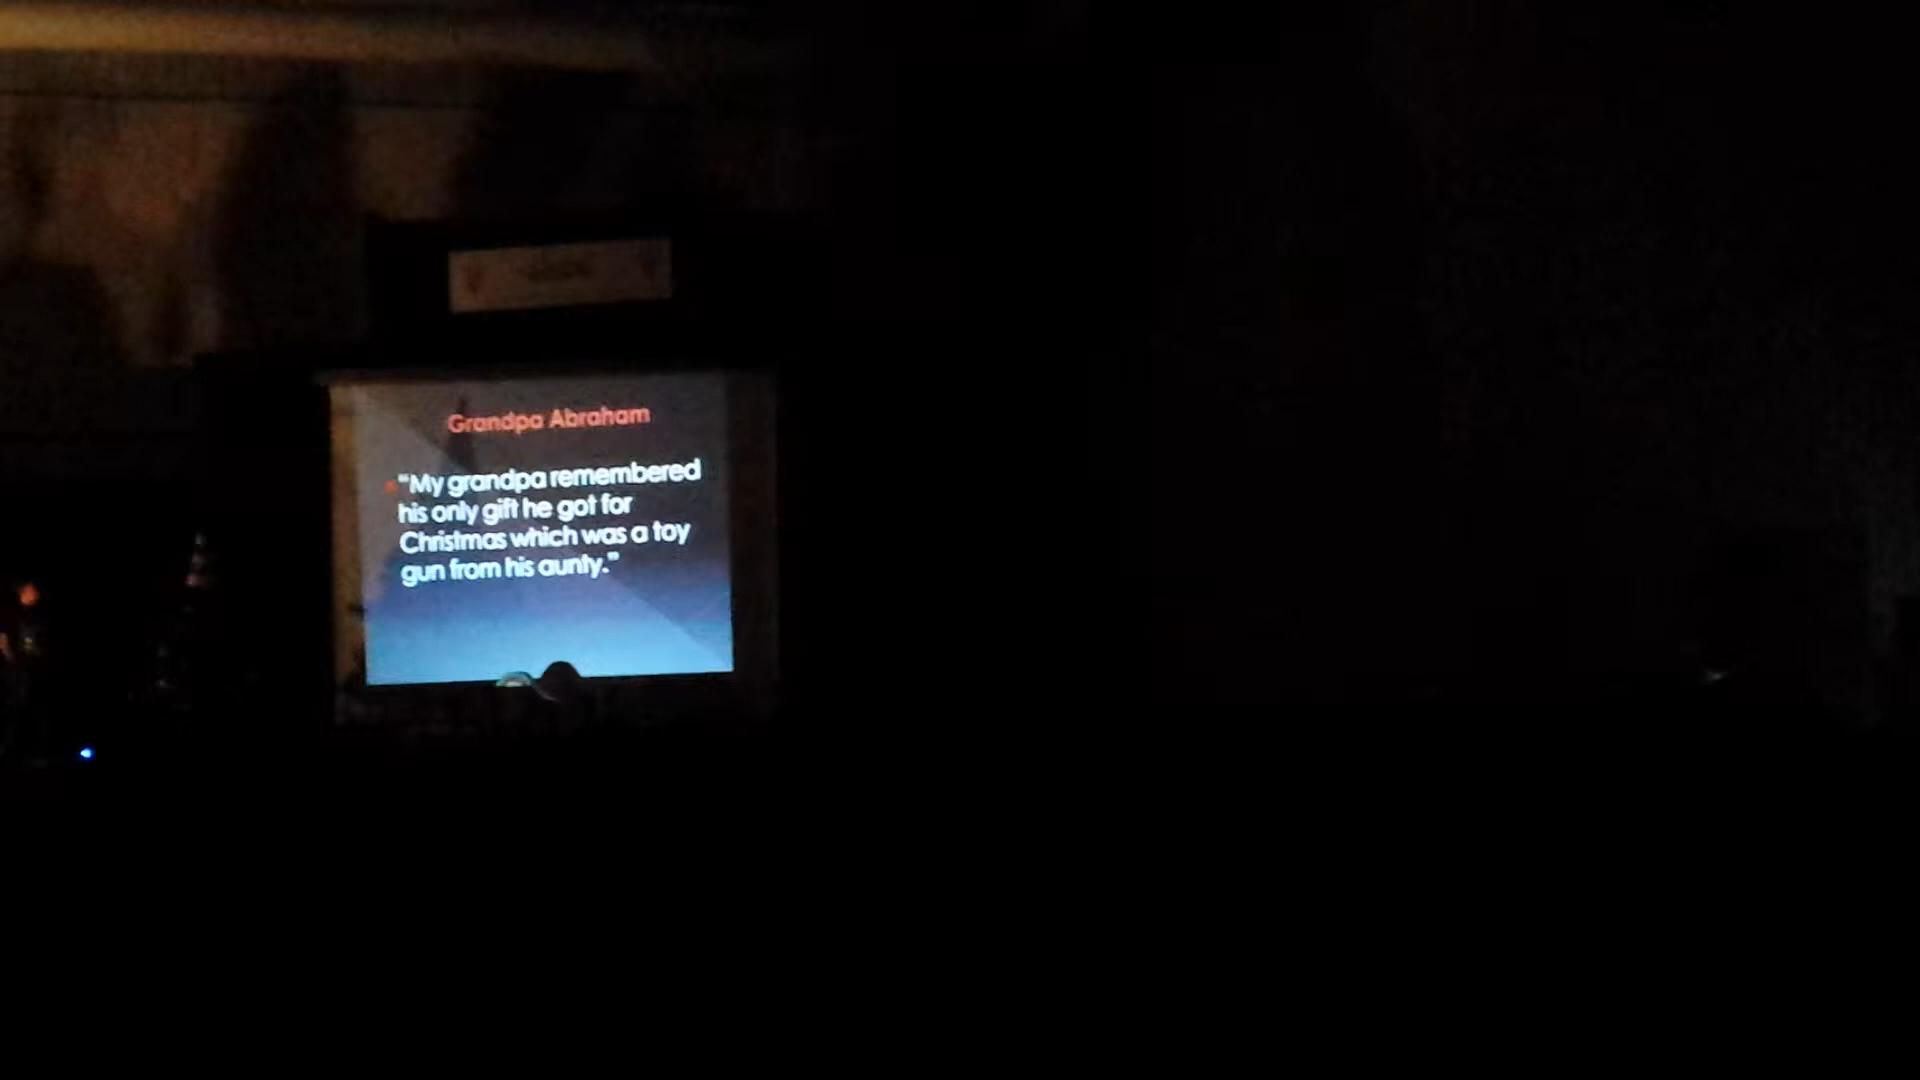 Grandpa Abraham
"My grandpa remembered
his only gift he got for
Christmas which was a toy
gun from his aunty."